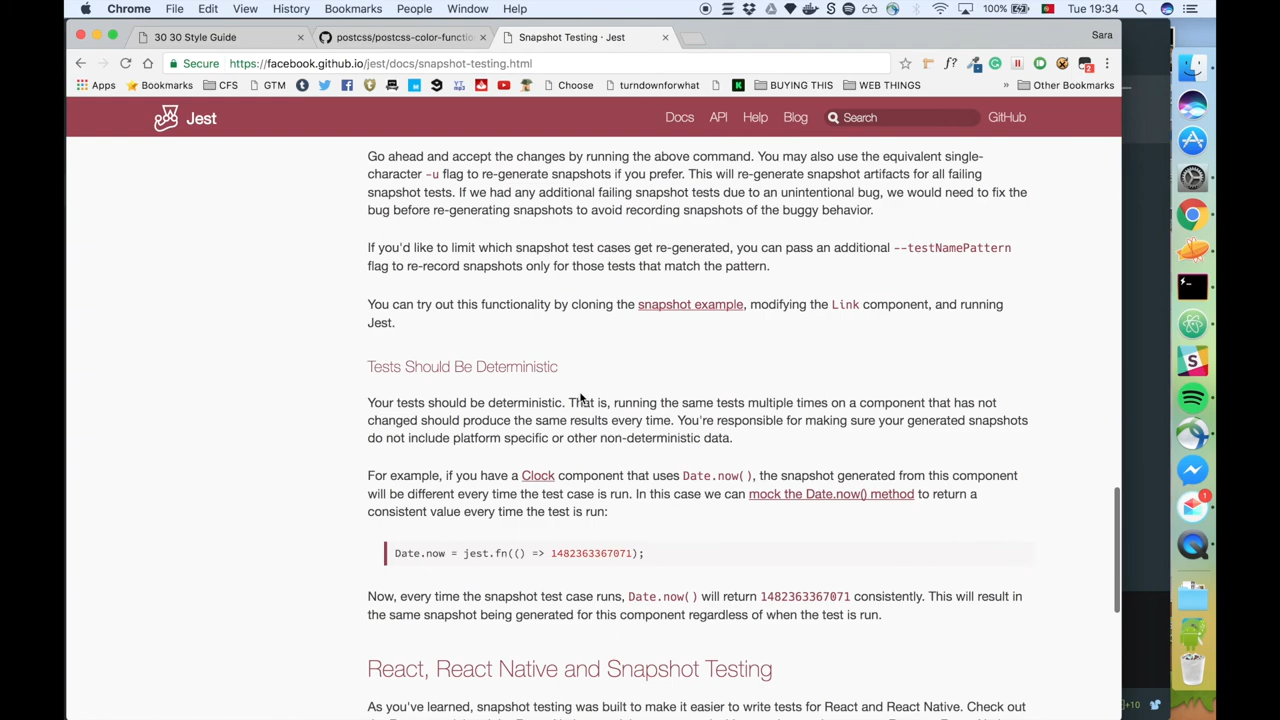 Chrome File Edit View History Bookmarks People Window Help 100% Tue 19:34
30 30 Style Guide
postcss/postcss-color-functio
Snapshot Testing · Jest
Sara
Secure https://facebook.github.io/jest/docs/snapshot-testing.html
Apps Bookmarks CFS GTM Choose turndownforwhat BUYING THIS WEB THINGS » Other Bookmarks
Jest
Docs API Help Blog Search GitHub
Go ahead and accept the changes by running the above command. You may also use the equivalent single-
character -u flag to re-generate snapshots if you prefer. This will re-generate snapshot artifacts for all failing
snapshot tests. If we had any additional failing snapshot tests due to an unintentional bug, we would need to fix the
bug before re-generating snapshots to avoid recording snapshots of the buggy behavior.
If you'd like to limit which snapshot test cases get re-generated, you can pass an additional --testNamePattern
flag to re-record snapshots only for those tests that match the pattern.
You can try out this functionality by cloning the snapshot example, modifying the Link component, and running
Jest.
Tests Should Be Deterministic
Your tests should be deterministic. That is, running the same tests multiple times on a component that has not
changed should produce the same results every time. You're responsible for making sure your generated snapshots
do not include platform specific or other non-deterministic data.
For example, if you have a Clock component that uses Date.now(), the snapshot generated from this component
will be different every time the test case is run. In this case we can mock the Date.now() method to return a
consistent value every time the test is run:
Date.now = jest.fn(() => 1482363367071);
Now, every time the snapshot test case runs, Date.now() will return 1482363367071 consistently. This will result in
the same snapshot being generated for this component regardless of when the test is run.
React, React Native and Snapshot Testing
As you've learned, snapshot testing was built to make it easier to write tests for React and React Native. Check out